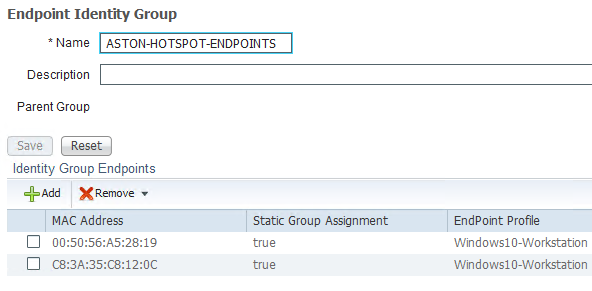 Endpoint Identity Group
* Name ASTON-HOTSPOT-ENDPOINTS
Description
Parent Group
Save Reset
Identity Group Endpoints
Add Remove
MAC Address Static Group Assignment EndPoint Profile
00:50:56:A5:28:19 true Windows10-Workstation
C8:3A:35:C8:12:0C true Windows10-Workstation